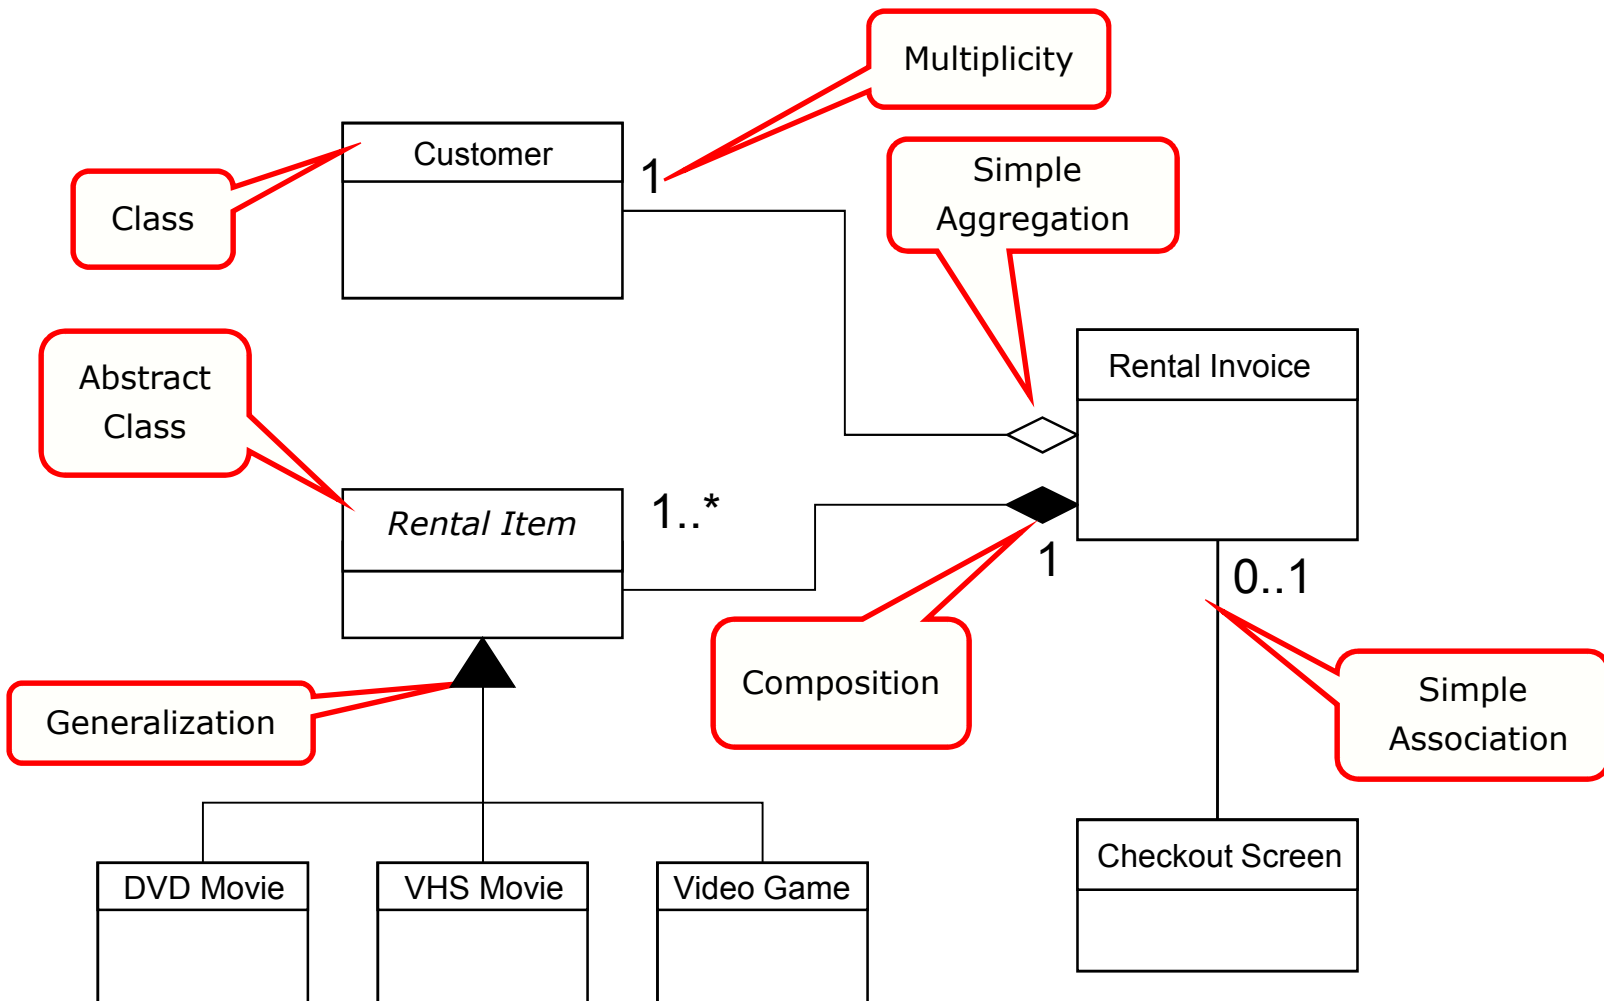 Multiplicity
Customer
1
Simple
Aggregation
Class
Rental Invoice
Abstract
Class
Rental Item
1..*
1
0..1
Composition
Simple
Association
Generalization
Checkout Screen
DVD Movie
VHS Movie
Video Game